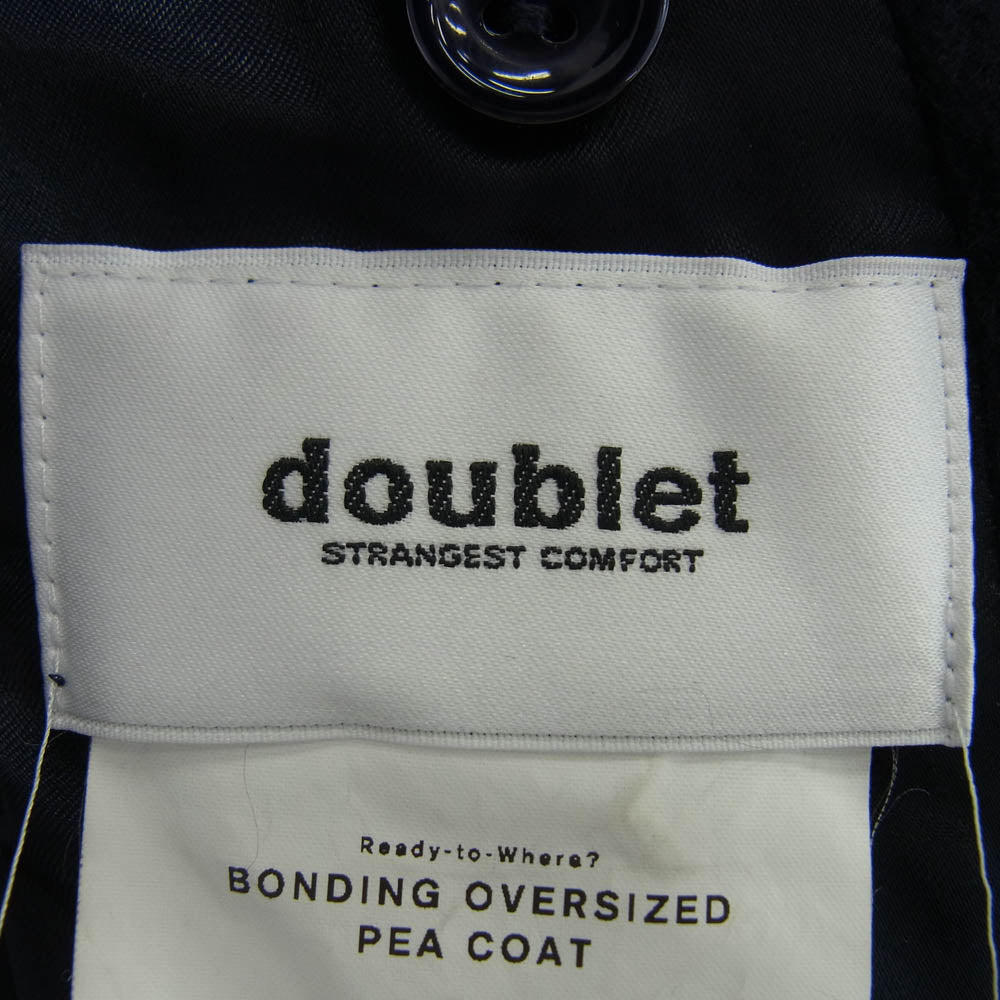 doublet
STRANGEST COMFORT
Ready-to-Where?
BONDING OVERSIZED
PEA COAT